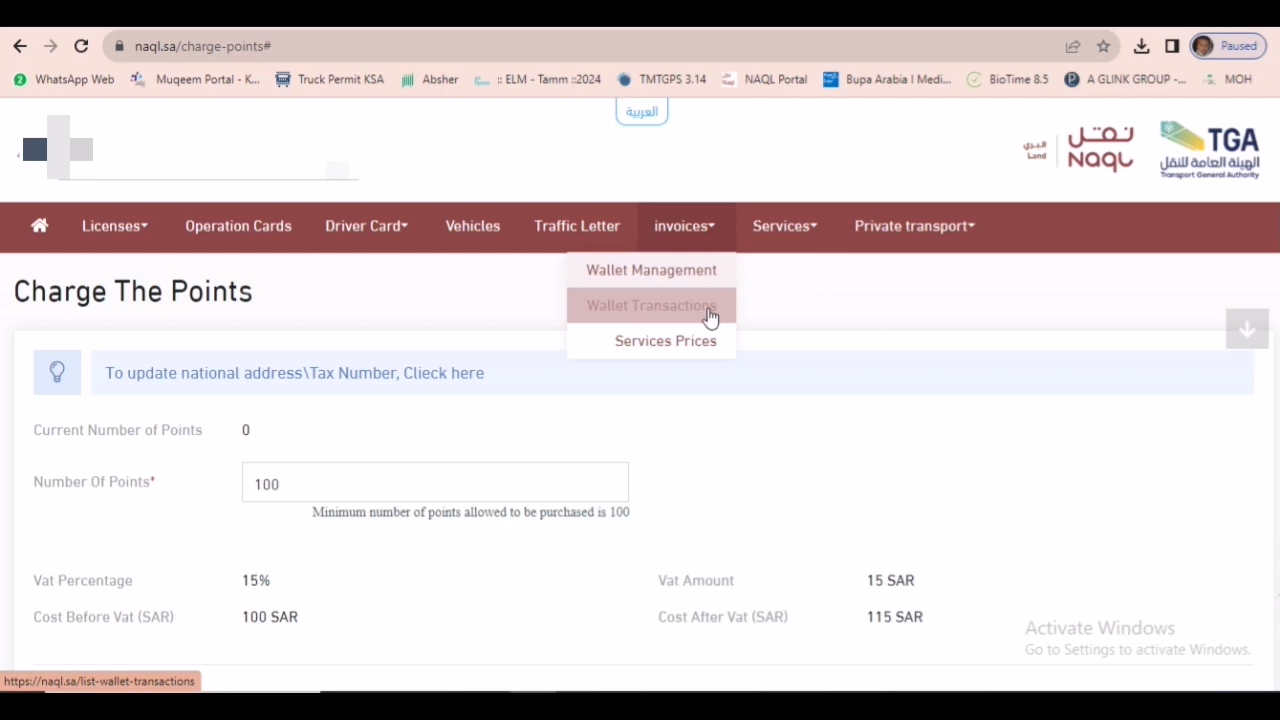 naql.sa/charge-points#
Paused
WhatsApp Web
Muqeem Portal - K...
Truck Permit KSA
Absher
:: ELM - Tamm ::2024
TMTGPS 3.14
NAQL Portal
Bupa Arabia I Medi...
BioTime 8.5
A GLINK GROUP -...
MOH
العربية
البري
Land
نقل
NAQL
TGA
الهيئة العامة للنقل
Transport General Authority
Licenses
Operation Cards
Driver Card
Vehicles
Traffic Letter
invoices
Services
Private transport
Wallet Management
Wallet Transactions
Services Prices
Charge The Points
To update national address\Tax Number, Clieck here
Current Number of Points
0
Number Of Points*
100
Minimum number of points allowed to be purchased is 100
Vat Percentage
15%
Vat Amount
15 SAR
Cost Before Vat (SAR)
100 SAR
Cost After Vat (SAR)
115 SAR
Activate Windows
Go to Settings to activate Windows.
https://naql.sa/list-wallet-transactions